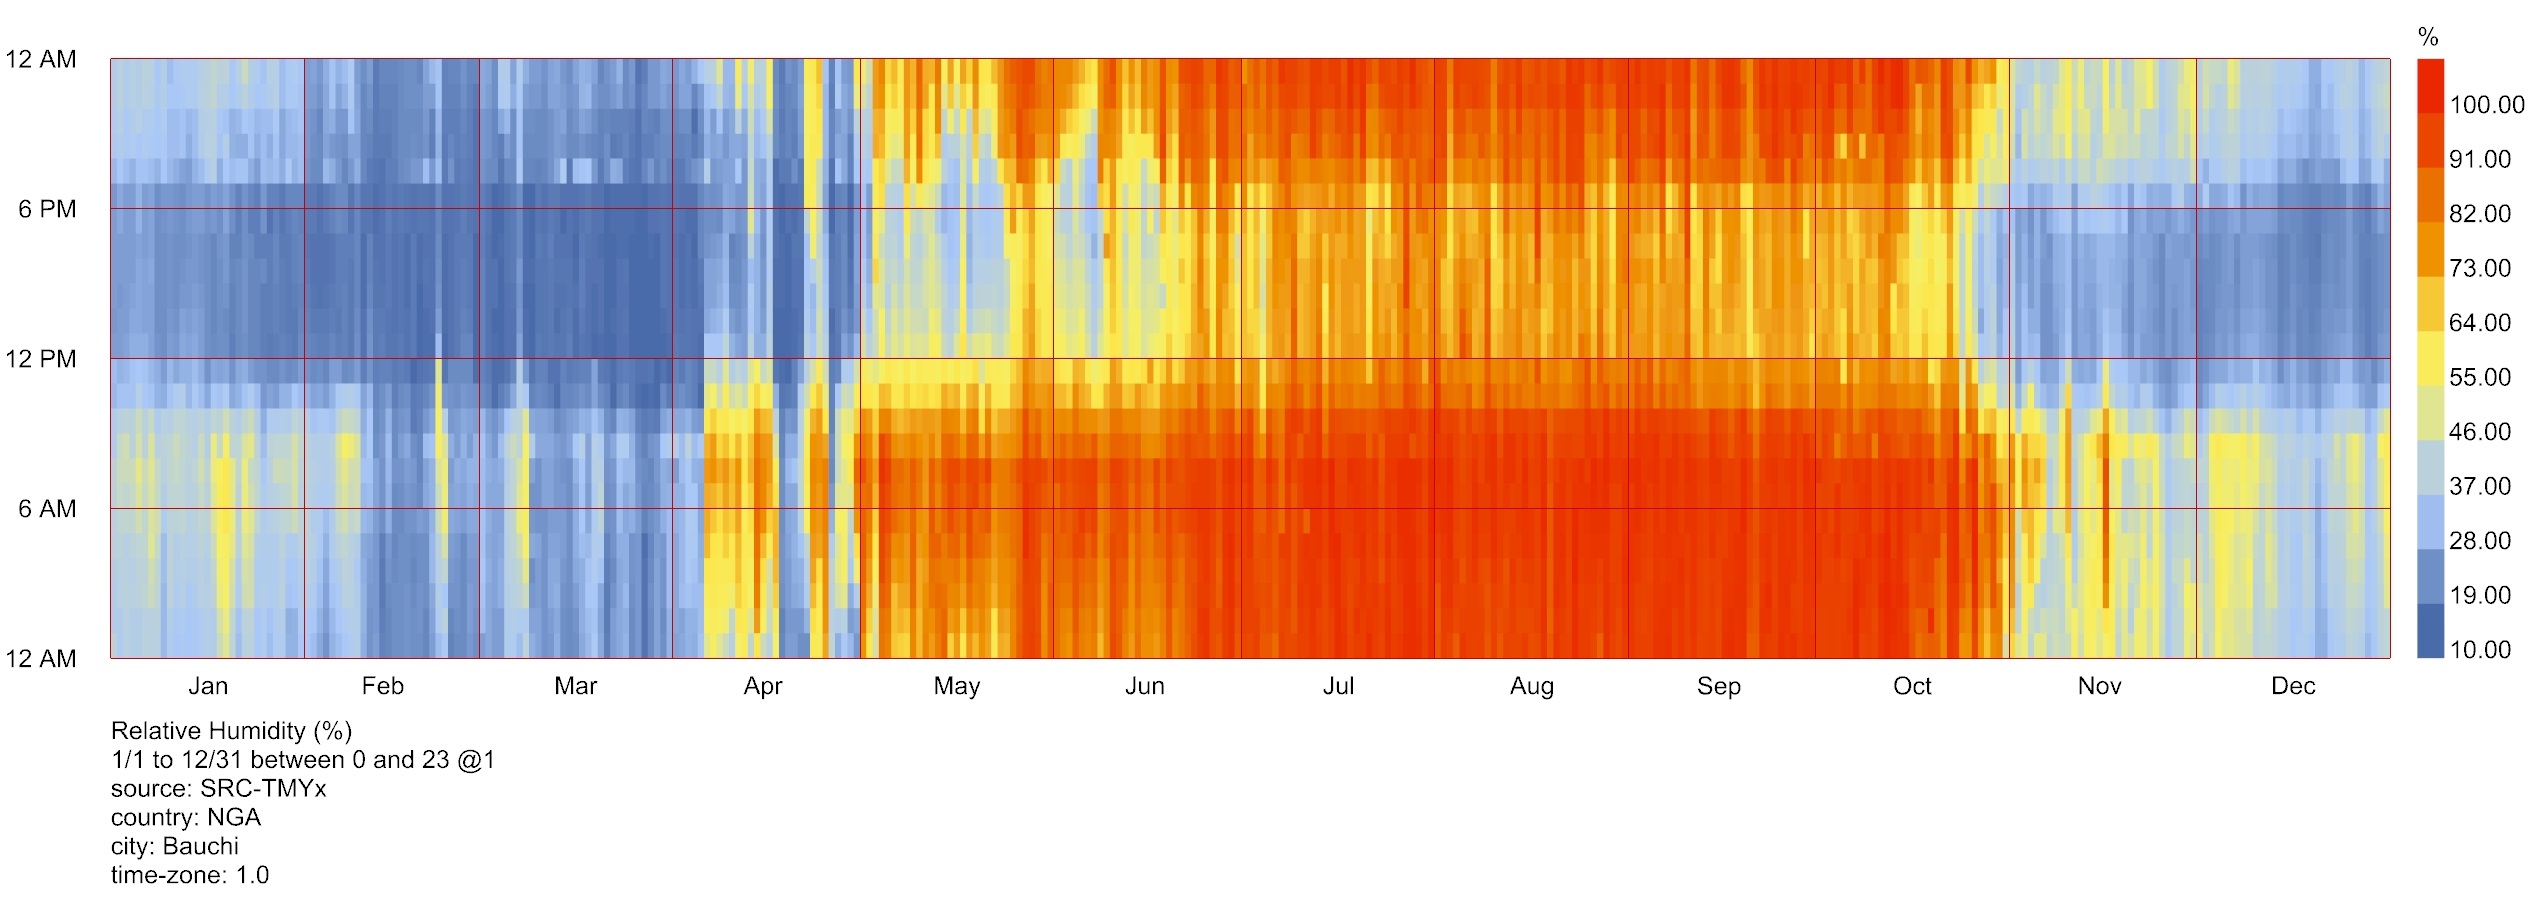 %
12 AM
6 PM
12 PM
6 AM
12 AM
100.00
91.00
82.00
73.00
64.00
55.00
46.00
37.00
28.00
19.00
10.00
Jan Feb Mar Apr May Jun Jul Aug Sep Oct Nov Dec
Relative Humidity (%)
1/1 to 12/31 between 0 and 23 @1
source: SRC-TMYx
country: NGA
city: Bauchi
time-zone: 1.0